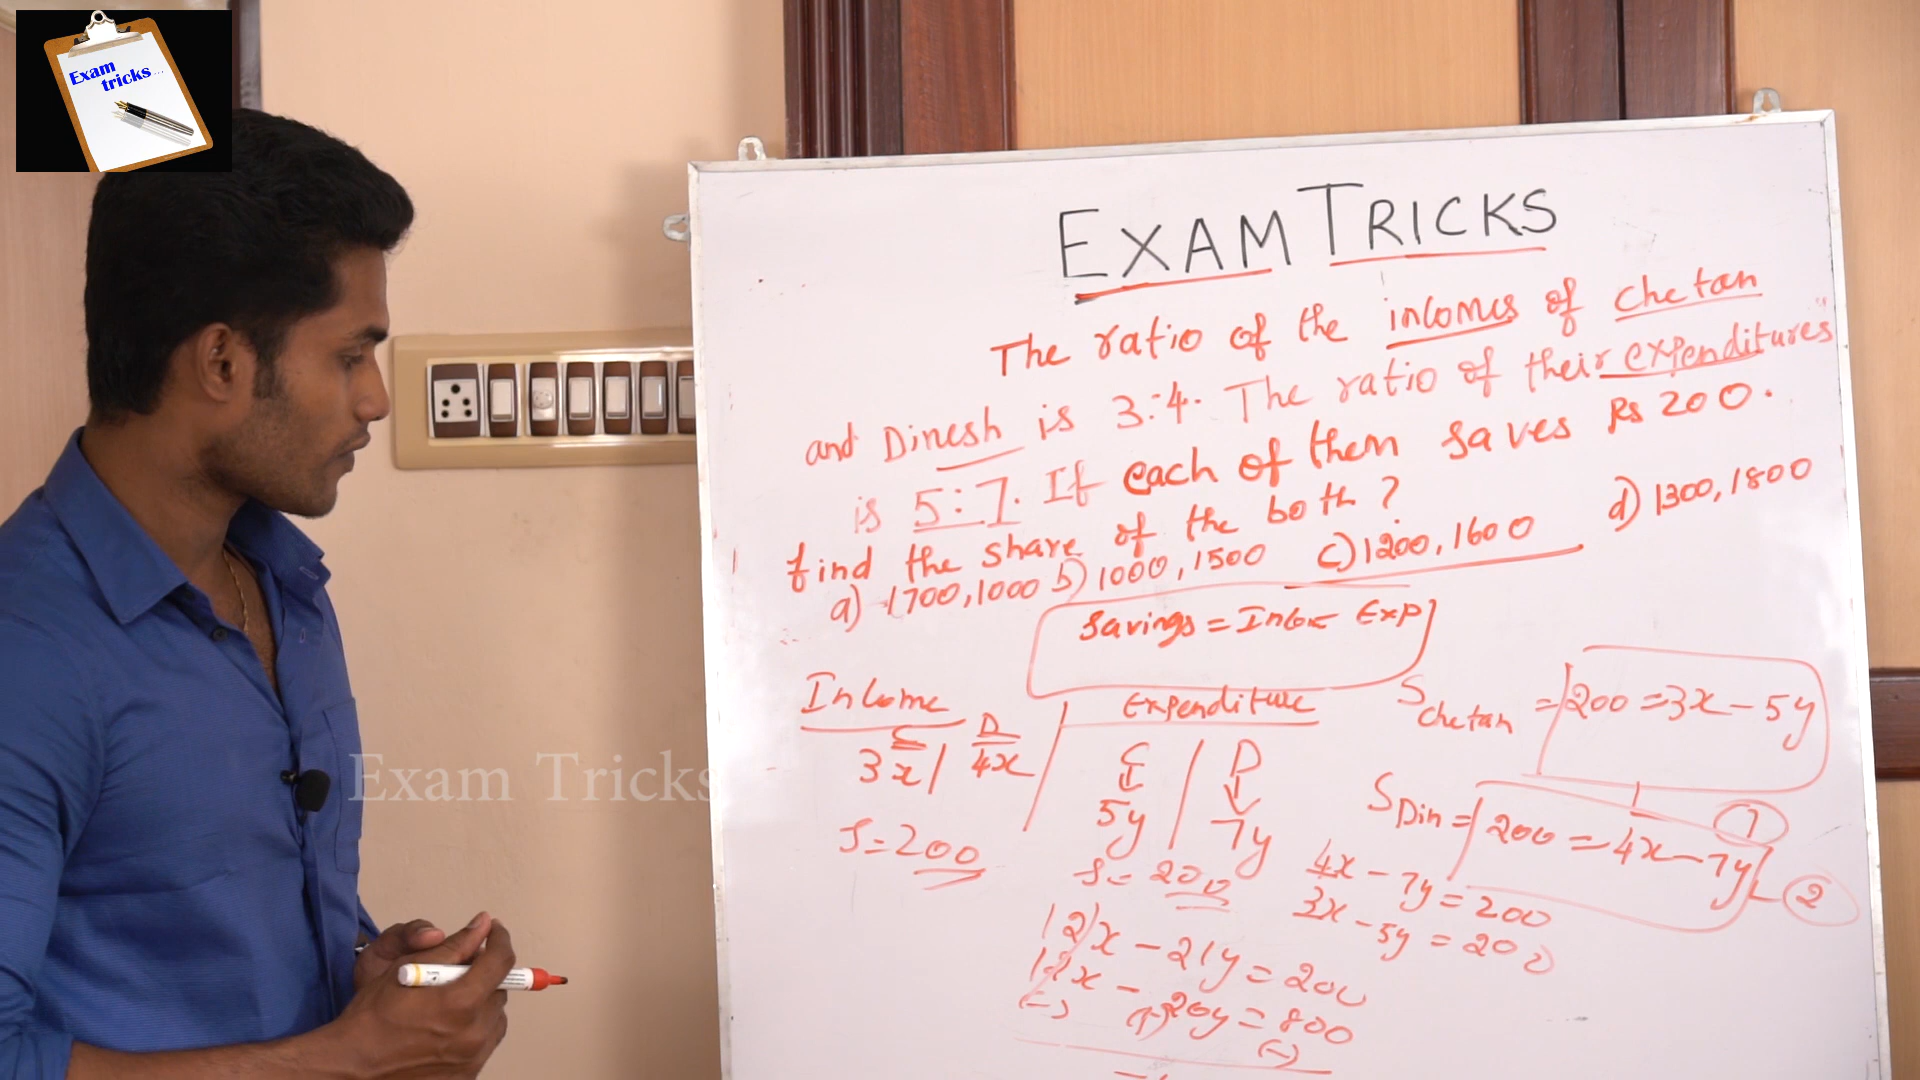 Exam
tricks...
EXAM TRICKS
The ratio of the incomes of chetan
and Dinesh is 3:4. The ratio of their expenditures
is 5:7. If each of them saves Rs 200.
find the share of the both ?
a) 1700,1000 b) 1000,1500 c) 1200,1600 d) 1300,1800
Savings = Inco - Exp
Income
C D
3x | 4x
S = 200
Expenditure
C | D
5y | 7y
S = 200
S chetan = 200 = 3x - 5y
1
S Din = 200 = 4x - 7y
2
4x - 7y = 200
3x - 5y = 200
12x - 21y = 200
12x - 20y = 800
(-) (+) (-)
Exam Tricks